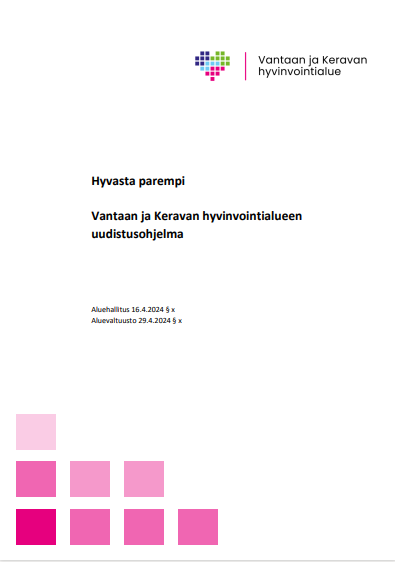 Vantaan ja Keravan
hyvinvointialue
Hyvasta parempi
Vantaan ja Keravan hyvinvointialueen
uudistusohjelma
Aluehallitus 16.4.2024 § x
Aluevaltuusto 29.4.2024 § x